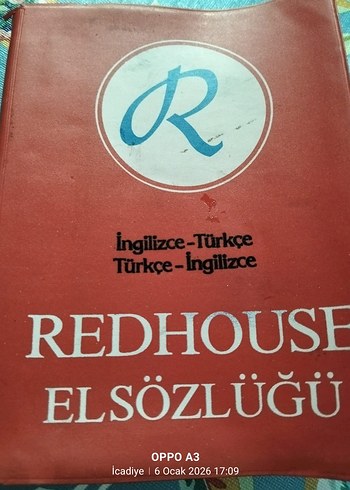 R
İngilizce-Türkçe
Türkçe-İngilizce
REDHOUSE
ELSÖZLÜĞÜ
OPPO A3
İcadiye | 6 Ocak 2026 17:09